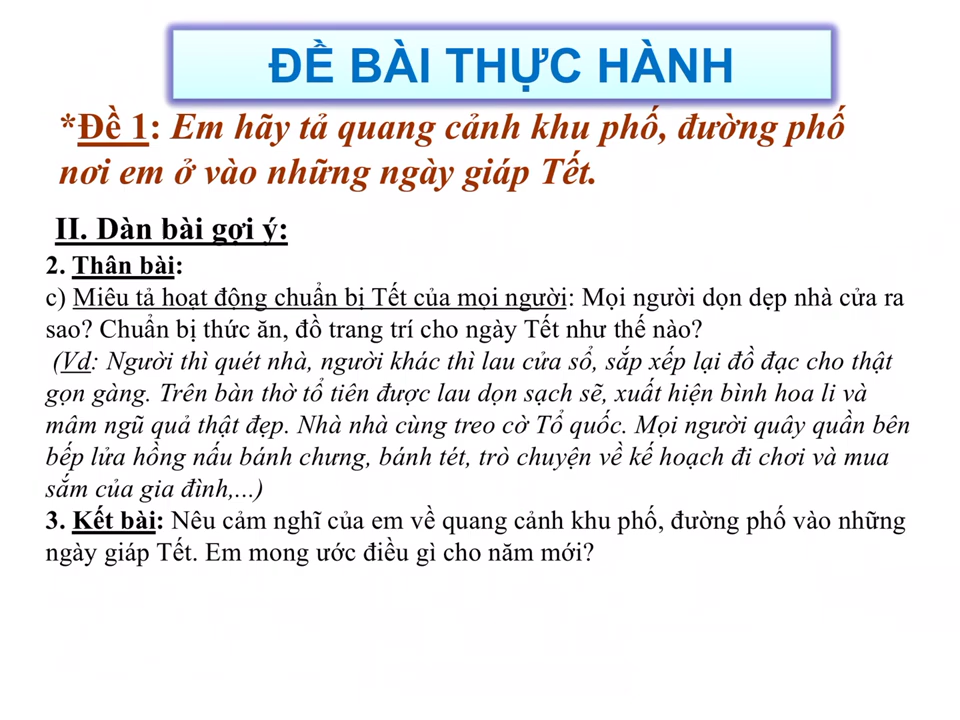 ĐỀ BÀI THỰC HÀNH
*Đề 1: Em hãy tả quang cảnh khu phố, đường phố
nơi em ở vào những ngày giáp Tết.
II. Dàn bài gợi ý:
2. Thân bài:
c) Miêu tả hoạt động chuẩn bị Tết của mọi người: Mọi người dọn dẹp nhà cửa ra
sao? Chuẩn bị thức ăn, đồ trang trí cho ngày Tết như thế nào?
(Vd: Người thì quét nhà, người khác thì lau cửa sổ, sắp xếp lại đồ đạc cho thật
gọn gàng. Trên bàn thờ tổ tiên được lau dọn sạch sẽ, xuất hiện bình hoa li và
mâm ngũ quả thật đẹp. Nhà nhà cùng treo cờ Tổ quốc. Mọi người quây quần bên
bếp lửa hồng nấu bánh chưng, bánh tét, trò chuyện về kế hoạch đi chơi và mua
sắm của gia đình,...)
3. Kết bài: Nêu cảm nghĩ của em về quang cảnh khu phố, đường phố vào những
ngày giáp Tết. Em mong ước điều gì cho năm mới?